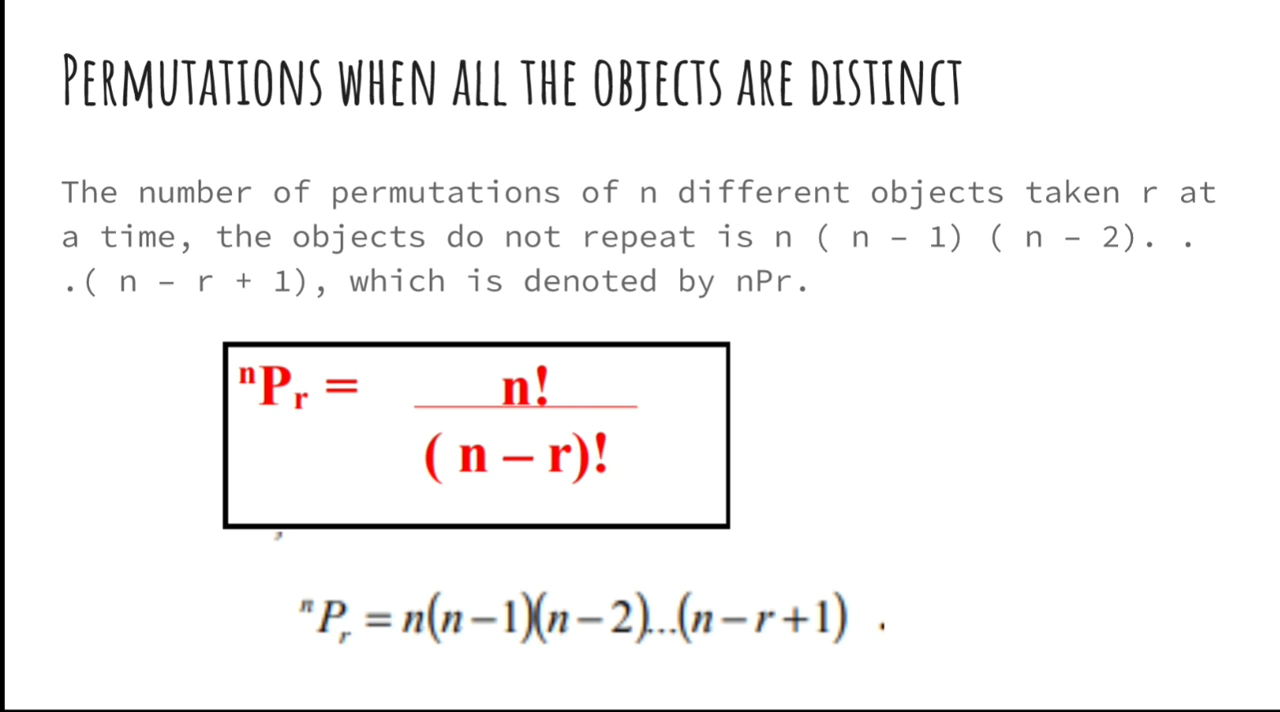 PERMUTATIONS WHEN ALL THE OBJECTS ARE DISTINCT
The number of permutations of n different objects taken r at
a time, the objects do not repeat is n ( n – 1) ( n – 2). .
.( n – r + 1), which is denoted by nPr.
ⁿPᵣ = n!
( n – r)!
ⁿPᵣ = n(n–1)(n–2)...(n–r+1) .